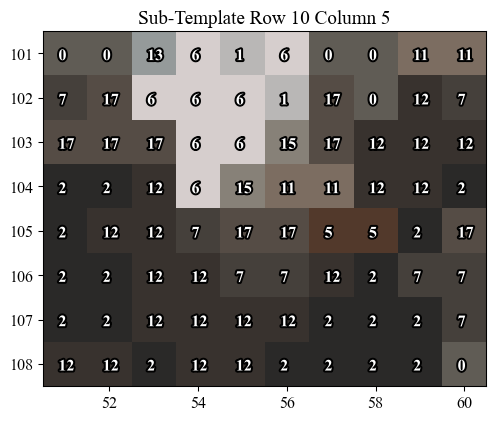 Sub-Template Row 10 Column 5
101 0 0 13 6 1 6 0 0 11 11
102 7 17 6 6 6 1 17 0 12 7
103 17 17 17 6 6 15 17 12 12 12
104 2 2 12 6 15 11 11 12 12 2
105 2 12 12 7 17 17 5 5 2 17
106 2 2 12 12 7 7 12 2 7 7
107 2 2 12 12 12 12 2 2 2 7
108 12 12 2 12 12 2 2 2 2 0
52 54 56 58 60